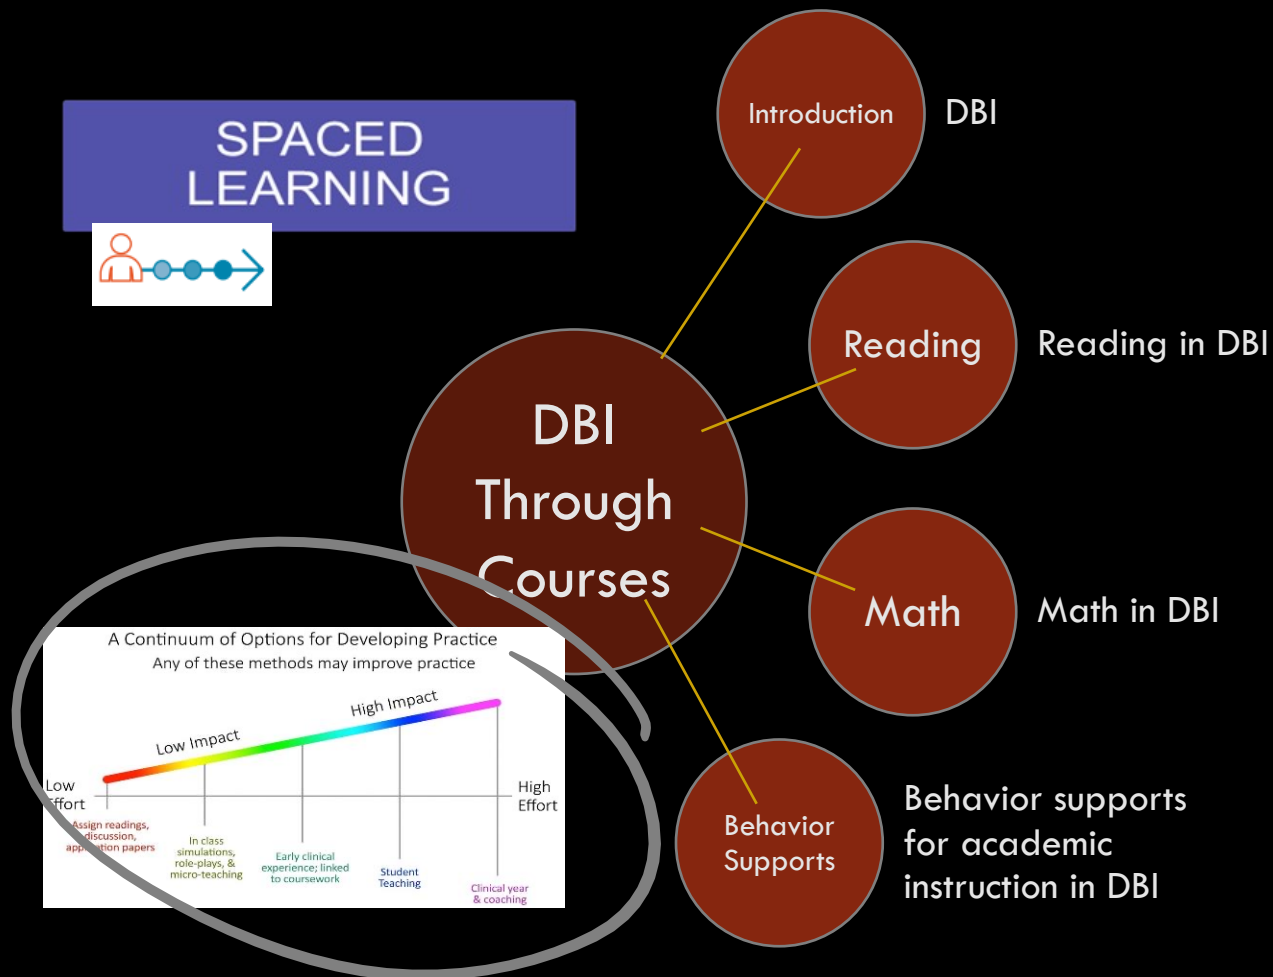 SPACED
LEARNING
Introduction
DBI
Reading
Reading in DBI
DBI
Through
Courses
Math
Math in DBI
Behavior
Supports
Behavior supports
for academic
instruction in DBI
A Continuum of Options for Developing Practice
Any of these methods may improve practice
Low Impact
High Impact
Low
Effort
High
Effort
Assign readings,
discussion,
application papers
In class
simulations,
role-plays, &
micro-teaching
Early clinical
experience; linked
to coursework
Student
Teaching
Clinical year
& coaching